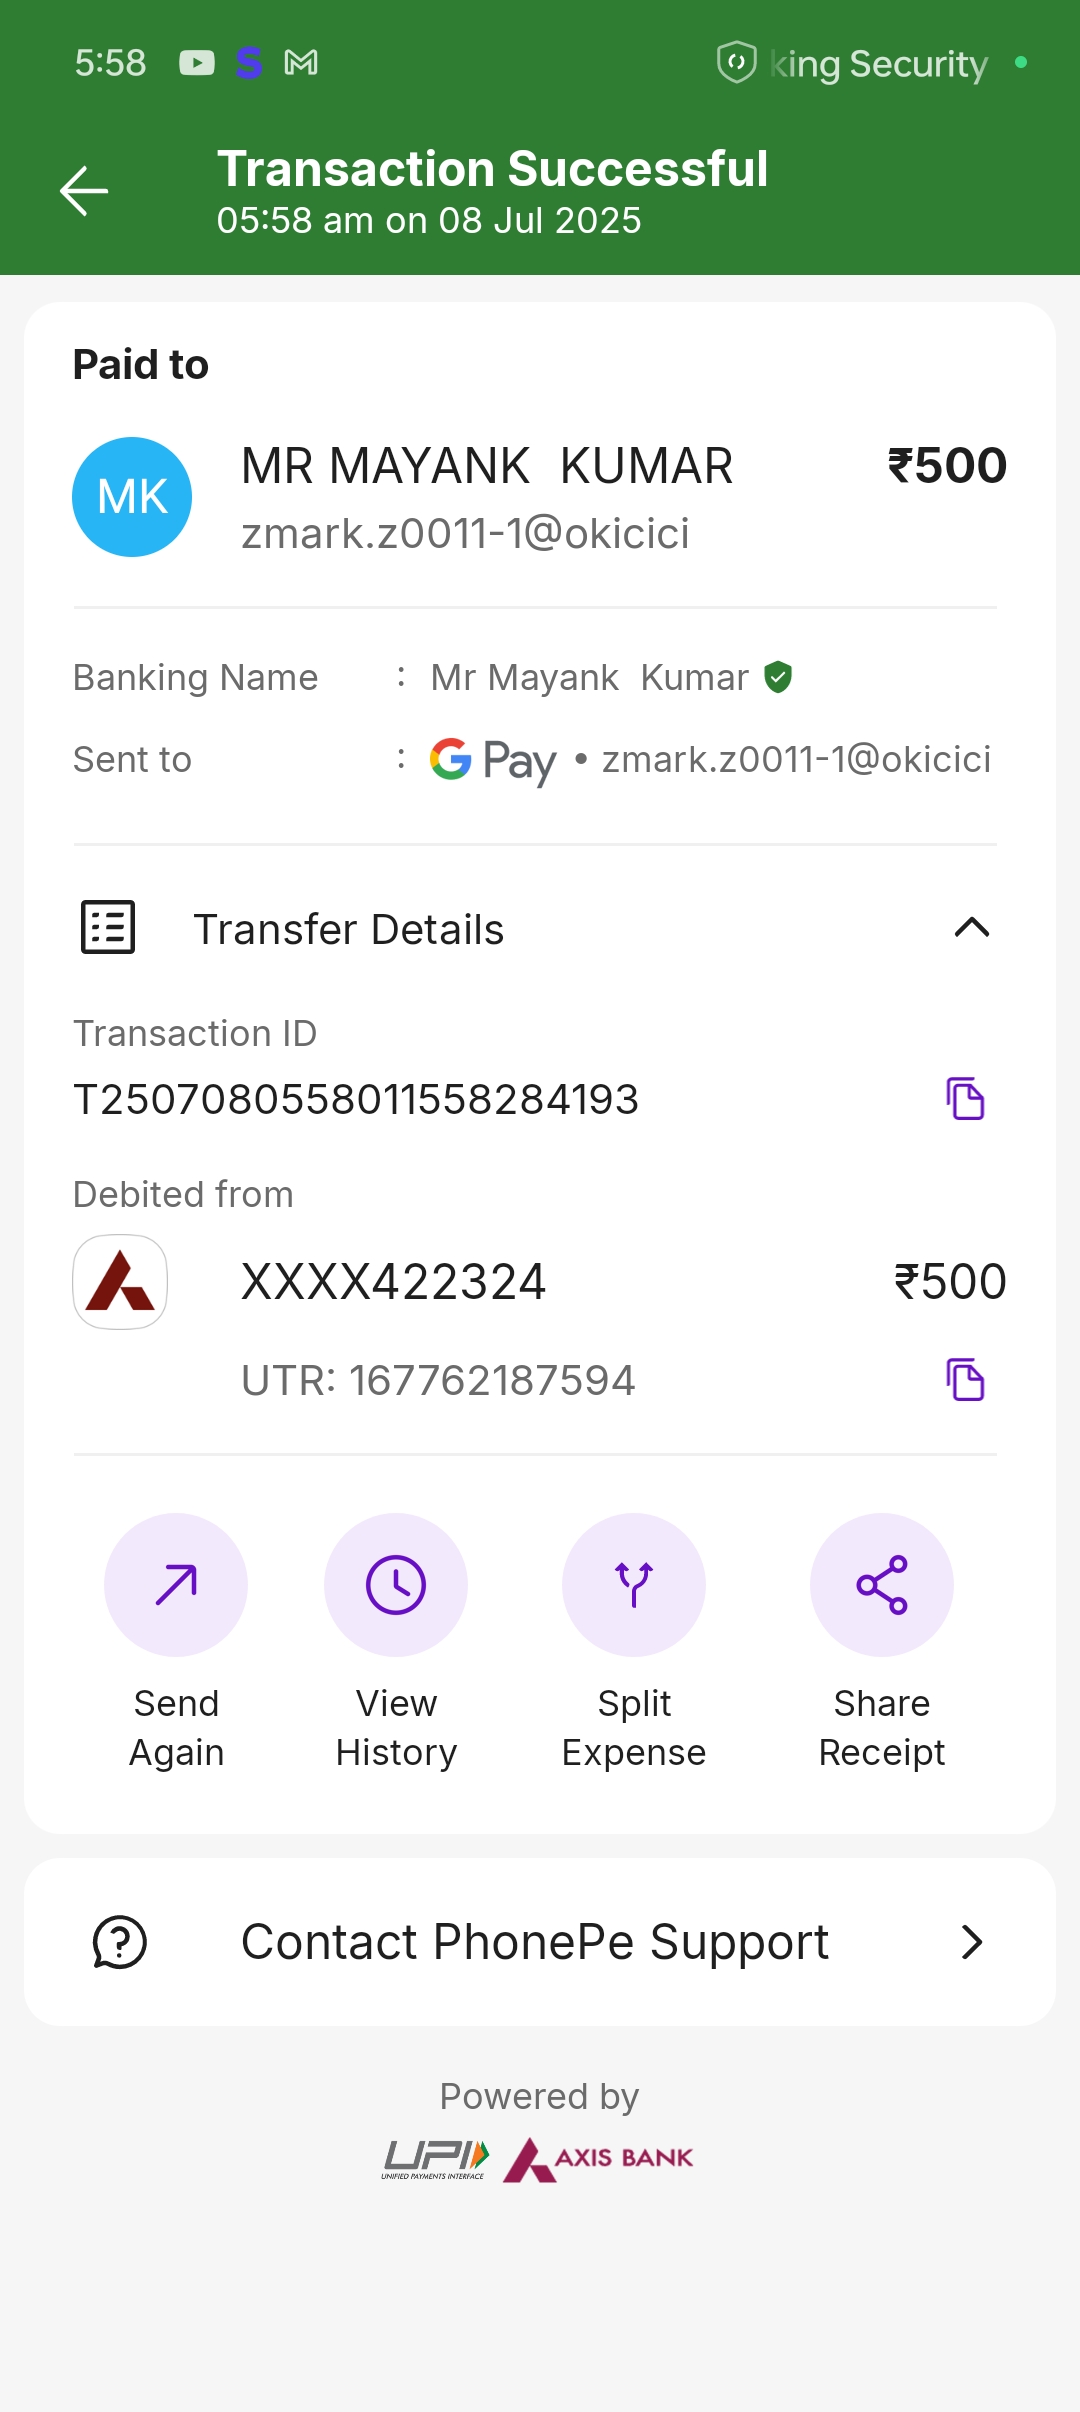 5:58 S king Security
Transaction Successful
05:58 am on 08 Jul 2025
Paid to
MK MR MAYANK  KUMAR ₹500
zmark.z0011-1@okicici
Banking Name : Mr Mayank  Kumar
Sent to : G Pay • zmark.z0011-1@okicici
Transfer Details
Transaction ID
T2507080558011558284193
Debited from
XXXX422324 ₹500
UTR: 167762187594
Send Again
View History
Split Expense
Share Receipt
Contact PhonePe Support
Powered by
UPI AXIS BANK
UNIFIED PAYMENTS INTERFACE